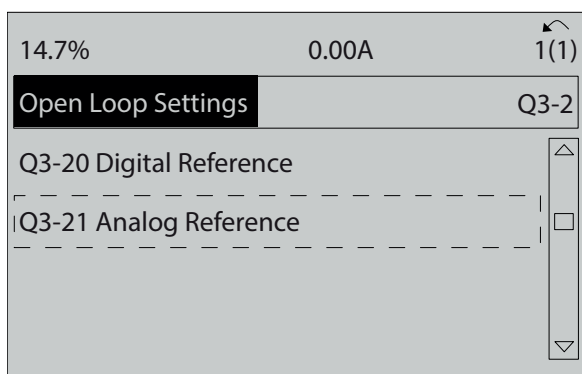 14.7% 0.00A 1(1)
Open Loop Settings Q3-2
Q3-20 Digital Reference
Q3-21 Analog Reference